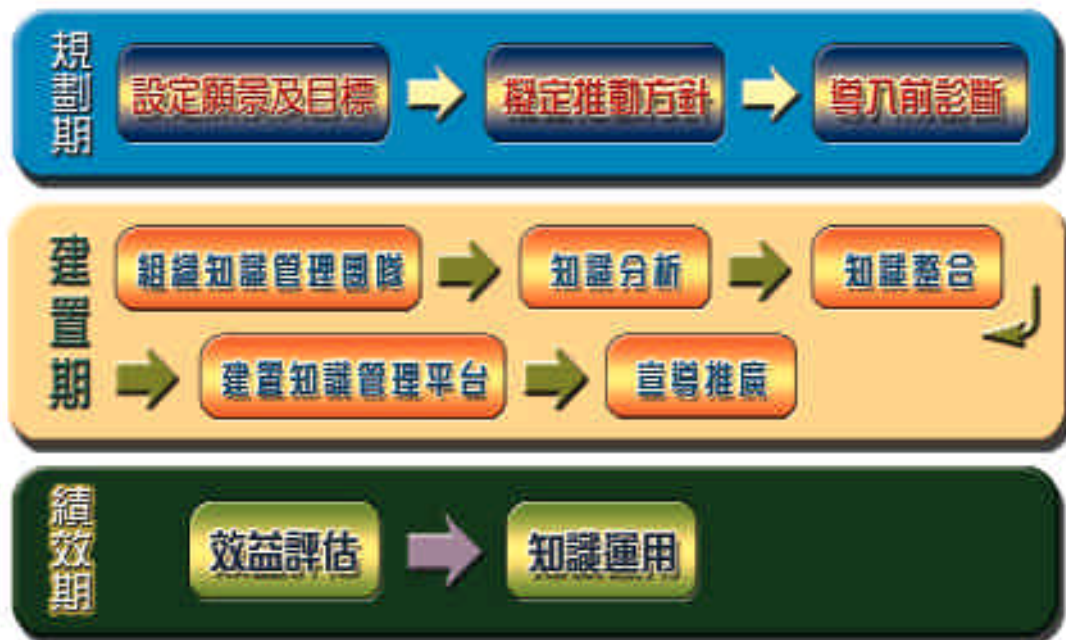 規劃期
設定願景及目標
擬定推動方針
導入前診斷
建置期
組織知識管理團隊
知識分析
知識整合
建置知識管理平台
宣導推廣
績效期
效益評估
知識運用